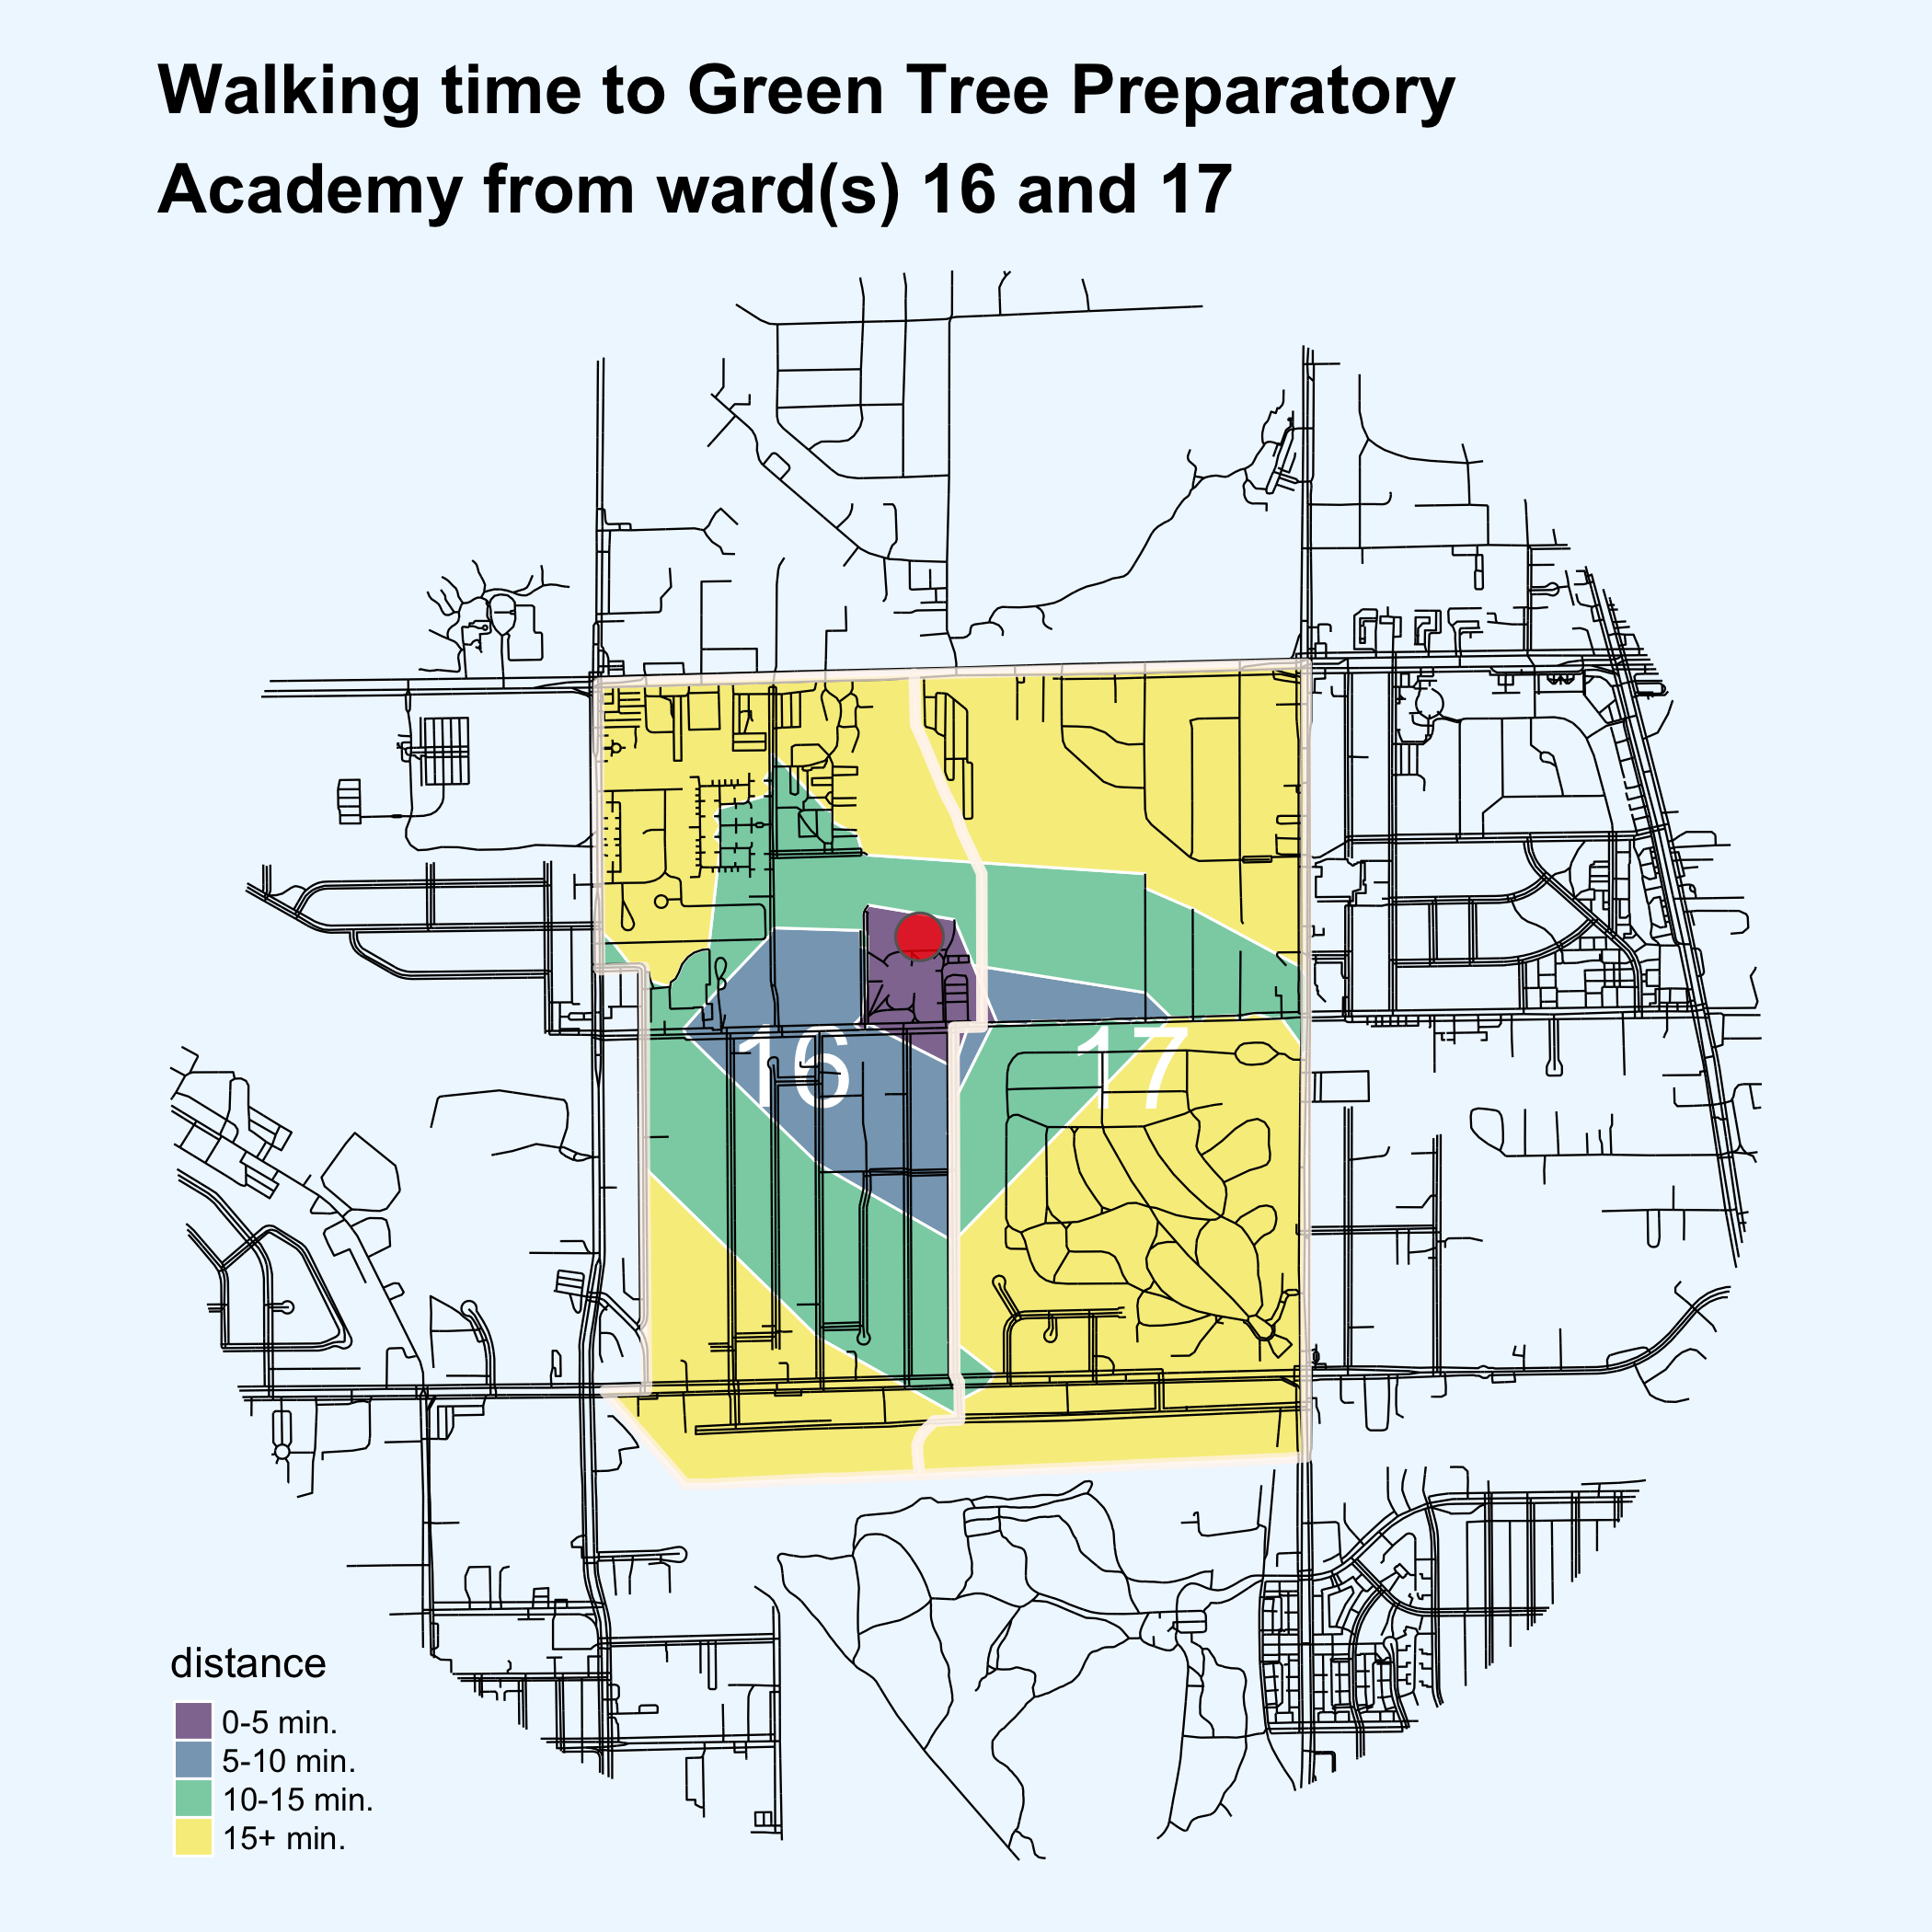 Walking time to Green Tree Preparatory
Academy from ward(s) 16 and 17
16
17
distance
0-5 min.
5-10 min.
10-15 min.
15+ min.